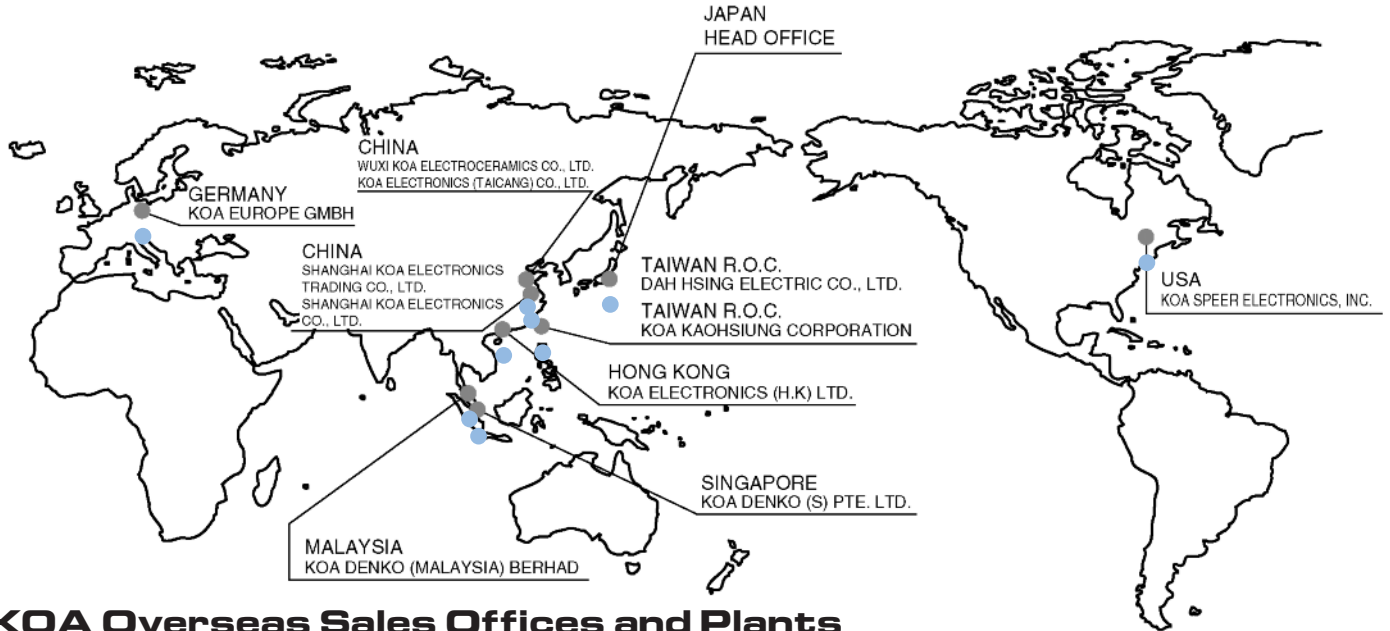 JAPAN
HEAD OFFICE
CHINA
WUXI KOA ELECTROCERAMICS CO., LTD.
KOA ELECTRONICS (TAICANG) CO., LTD.
GERMANY
KOA EUROPE GMBH
CHINA
SHANGHAI KOA ELECTRONICS
TRADING CO., LTD.
SHANGHAI KOA ELECTRONICS
CO., LTD.
TAIWAN R.O.C.
DAH HSING ELECTRIC CO., LTD.
TAIWAN R.O.C.
KOA KAOHSIUNG CORPORATION
USA
KOA SPEER ELECTRONICS, INC.
HONG KONG
KOA ELECTRONICS (H.K) LTD.
SINGAPORE
KOA DENKO (S) PTE. LTD.
MALAYSIA
KOA DENKO (MALAYSIA) BERHAD
KOA Overseas Sales Offices and Plants